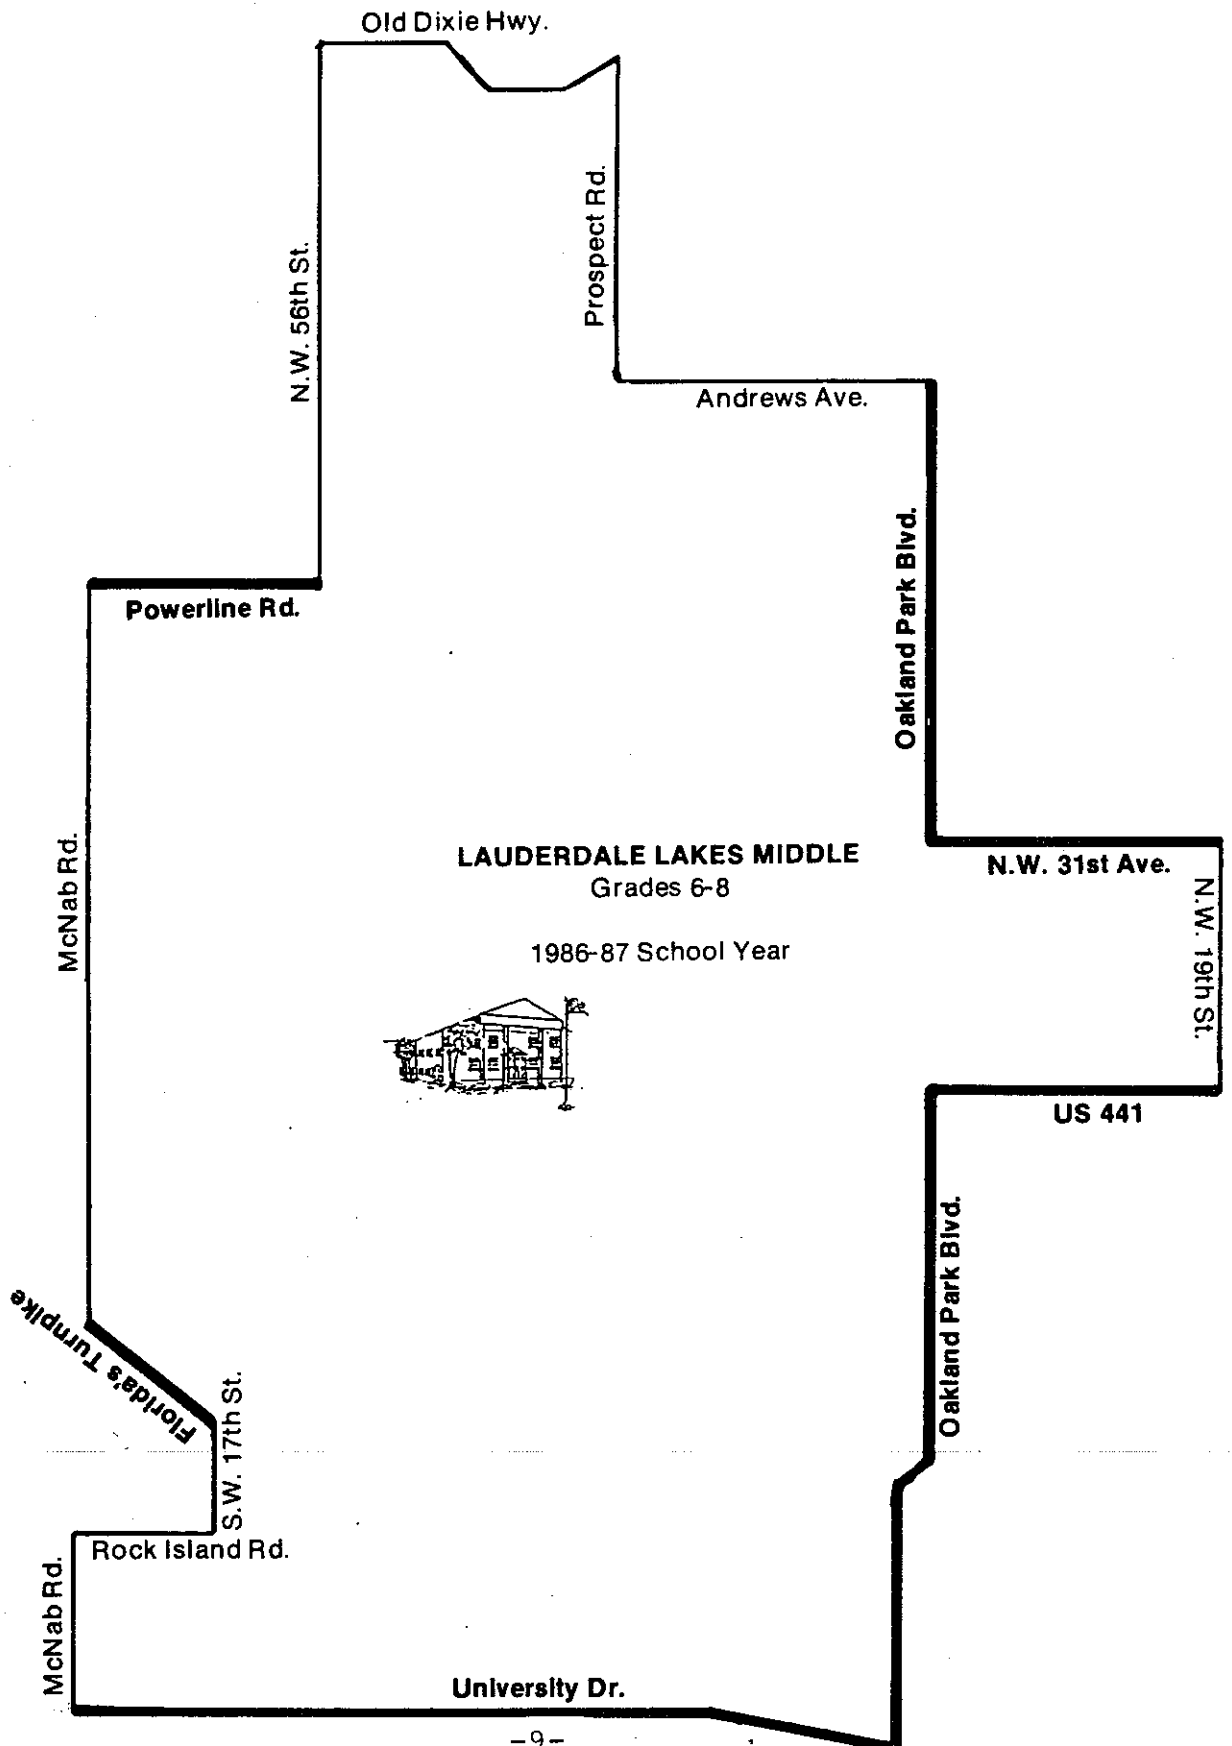 Old Dixie Hwy.
N.W. 56th St.
Prospect Rd.
Andrews Ave.
Oakland Park Blvd.
Powerline Rd.
McNab Rd.
LAUDERDALE LAKES MIDDLE
Grades 6-8
1986-87 School Year
N.W. 31st Ave.
N.W. 19th St.
US 441
Oakland Park Blvd.
Florida's Turnpike
S.W. 17th St.
Rock Island Rd.
McNab Rd.
University Dr.
-9-